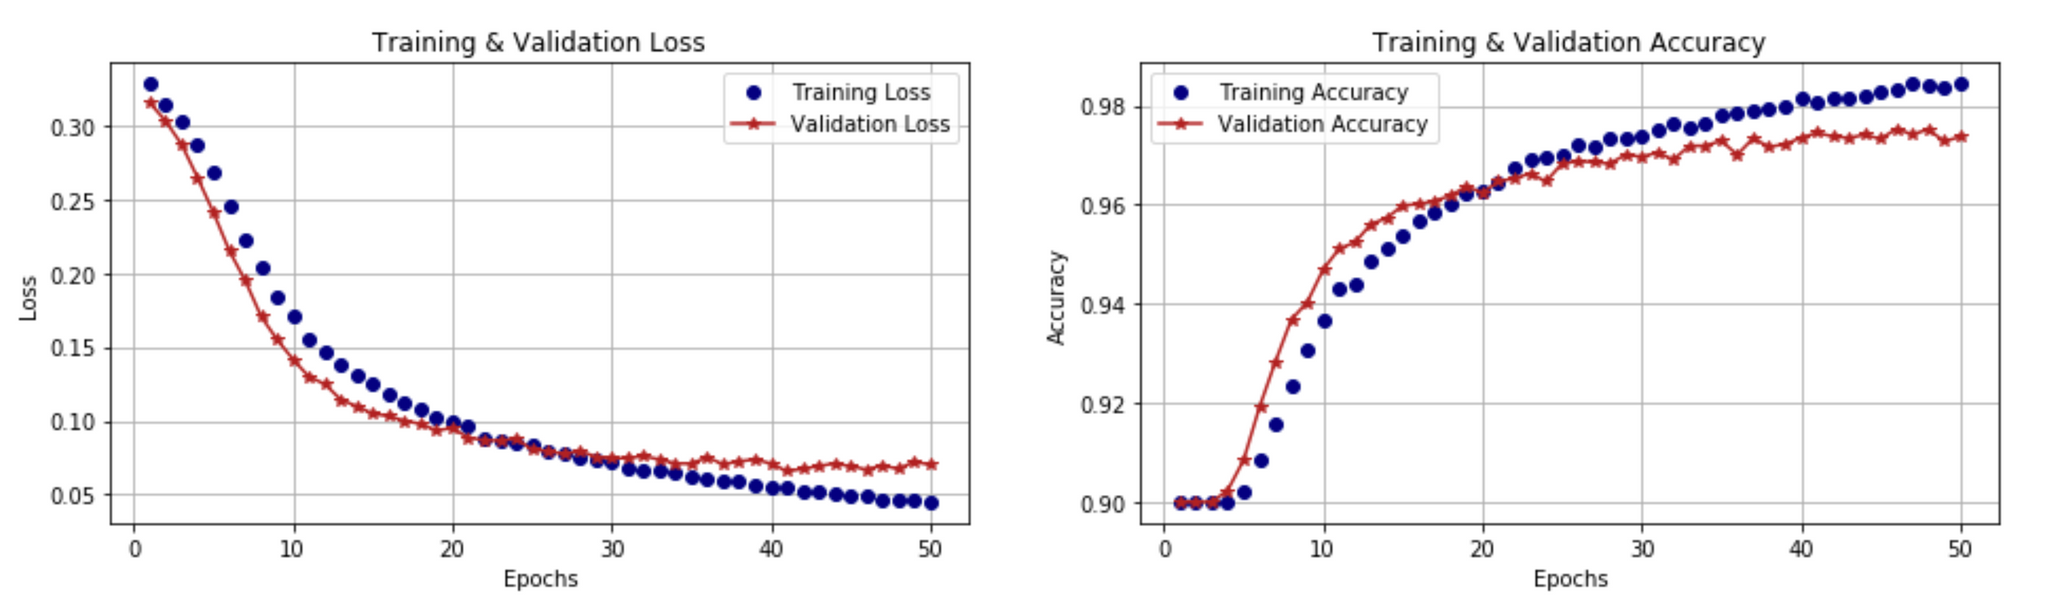 Training & Validation Loss
Training Loss
Validation Loss
0.30
0.25
0.20
0.15
0.10
0.05
Loss
0 10 20 30 40 50
Epochs
Training & Validation Accuracy
Training Accuracy
Validation Accuracy
0.98
0.96
0.94
0.92
0.90
Accuracy
0 10 20 30 40 50
Epochs